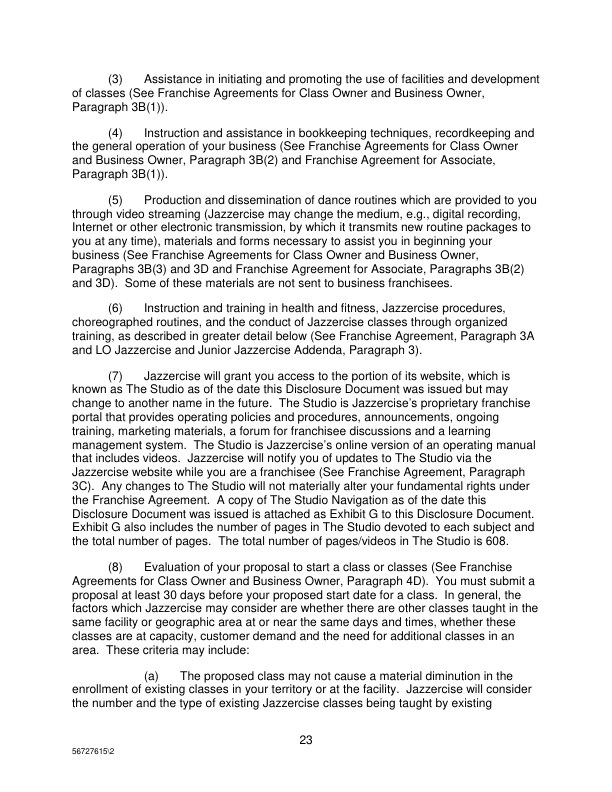 (3) Assistance in initiating and promoting the use of facilities and development
of classes (See Franchise Agreements for Class Owner and Business Owner,
Paragraph 3B(1)).
(4) Instruction and assistance in bookkeeping techniques, recordkeeping and
the general operation of your business (See Franchise Agreements for Class Owner
and Business Owner, Paragraph 3B(2) and Franchise Agreement for Associate,
Paragraph 3B(1)).
(5) Production and dissemination of dance routines which are provided to you
through video streaming (Jazzercise may change the medium, e.g., digital recording,
Internet or other electronic transmission, by which it transmits new routine packages to
you at any time), materials and forms necessary to assist you in beginning your
business (See Franchise Agreements for Class Owner and Business Owner,
Paragraphs 3B(3) and 3D and Franchise Agreement for Associate, Paragraphs 3B(2)
and 3D). Some of these materials are not sent to business franchisees.
(6) Instruction and training in health and fitness, Jazzercise procedures,
choreographed routines, and the conduct of Jazzercise classes through organized
training, as described in greater detail below (See Franchise Agreement, Paragraph 3A
and LO Jazzercise and Junior Jazzercise Addenda, Paragraph 3).
(7) Jazzercise will grant you access to the portion of its website, which is
known as The Studio as of the date this Disclosure Document was issued but may
change to another name in the future. The Studio is Jazzercise's proprietary franchise
portal that provides operating policies and procedures, announcements, ongoing
training, marketing materials, a forum for franchisee discussions and a learning
management system. The Studio is Jazzercise's online version of an operating manual
that includes videos. Jazzercise will notify you of updates to The Studio via the
Jazzercise website while you are a franchisee (See Franchise Agreement, Paragraph
3C). Any changes to The Studio will not materially alter your fundamental rights under
the Franchise Agreement. A copy of The Studio Navigation as of the date this
Disclosure Document was issued is attached as Exhibit G to this Disclosure Document.
Exhibit G also includes the number of pages in The Studio devoted to each subject and
the total number of pages. The total number of pages/videos in The Studio is 608.
(8) Evaluation of your proposal to start a class or classes (See Franchise
Agreements for Class Owner and Business Owner, Paragraph 4D). You must submit a
proposal at least 30 days before your proposed start date for a class. In general, the
factors which Jazzercise may consider are whether there are other classes taught in the
same facility or geographic area at or near the same days and times, whether these
classes are at capacity, customer demand and the need for additional classes in an
area. These criteria may include:
(a) The proposed class may not cause a material diminution in the
enrollment of existing classes in your territory or at the facility. Jazzercise will consider
the number and the type of existing Jazzercise classes being taught by existing
23
56727615\2